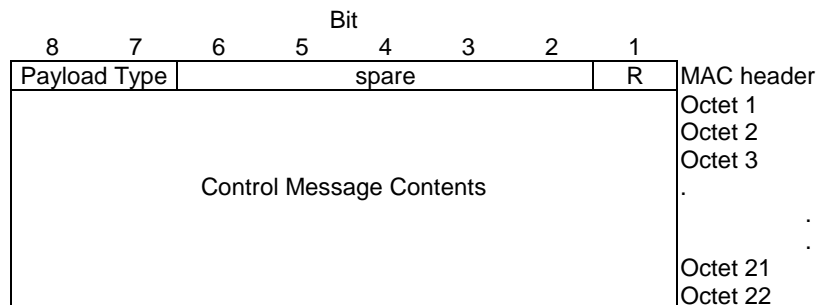 Bit
8 7 6 5 4 3 2 1
Payload Type spare R MAC header
Octet 1
Octet 2
Octet 3
Control Message Contents .
.
.
Octet 21
Octet 22